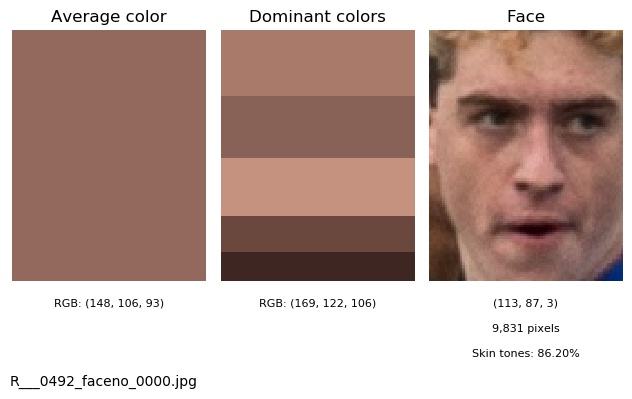 Average color
Dominant colors
Face
RGB: (148, 106, 93)
RGB: (169, 122, 106)
(113, 87, 3)
9,831 pixels
Skin tones: 86.20%
R___0492_faceno_0000.jpg